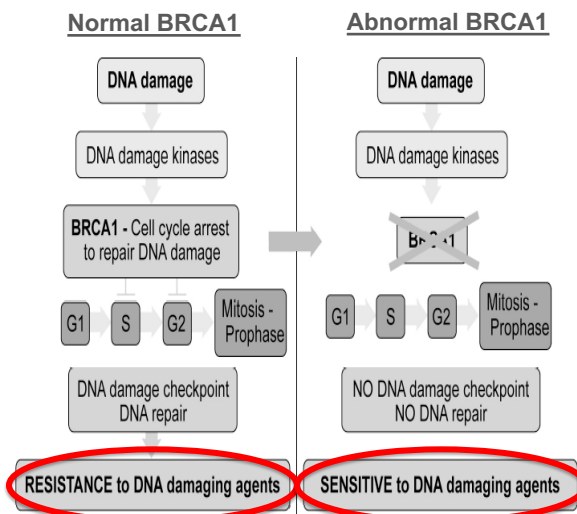 Normal BRCA1
DNA damage
DNA damage kinases
BRCA1 - Cell cycle arrest
to repair DNA damage
G1
S
G2
Mitosis -
Prophase
DNA damage checkpoint
DNA repair
RESISTANCE to DNA damaging agents
Abnormal BRCA1
DNA damage
DNA damage kinases
BRCA1
G1
S
G2
Mitosis -
Prophase
NO DNA damage checkpoint
NO DNA repair
SENSITIVE to DNA damaging agents